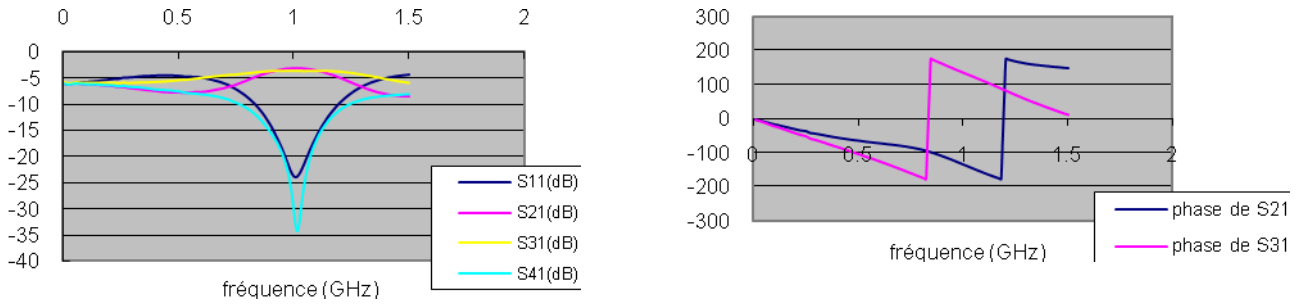 0 0.5 1 1.5 2
0
-5
-10
-15
-20
-25
-30
-35
-40
S11(dB)
S21(dB)
S31(dB)
S41(dB)
fréquence (GHz)
300
200
100
0
-100
-200
-300
0 0.5 1 1.5 2
phase de S21
phase de S31
fréquence (GHz)